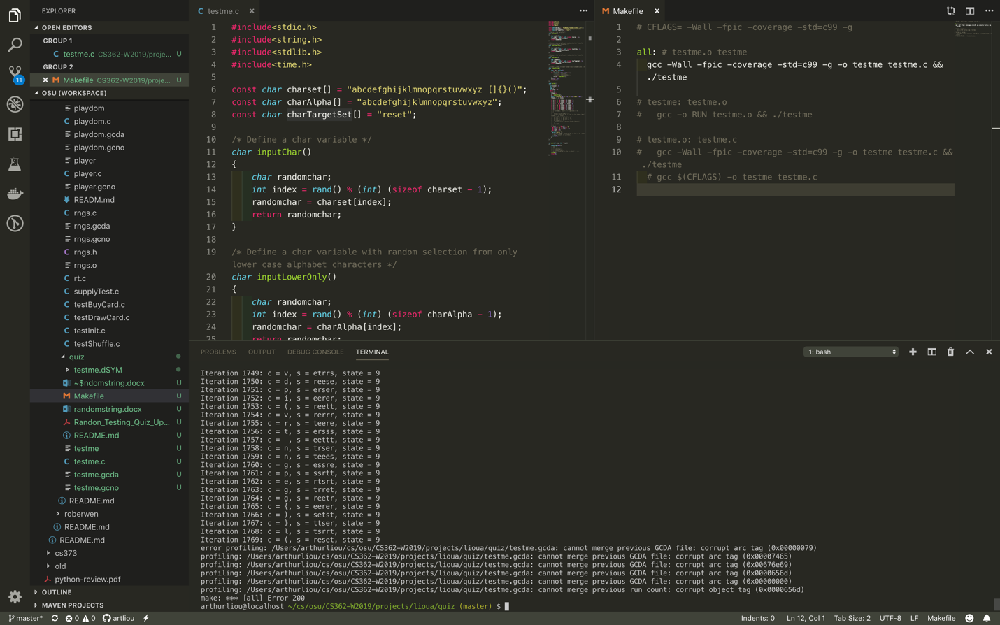 EXPLORER
OPEN EDITORS
GROUP 1
C testme.c CS362-W2019/proje... U
GROUP 2
M Makefile CS362-W2019/proje... U
11
OSU (WORKSPACE)
playdom
C playdom.c
playdom.gcda
playdom.gcno
player
C player.c
player.gcno
READM.md
C rngs.c
rngs.gcda
rngs.gcno
C rngs.h
rngs.o
C rt.c
C supplyTest.c
C testBuyCard.c
C testDrawCard.c
C testInit.c
C testShuffle.c
quiz
testme.dSYM
~$ndomstring.docx U
M Makefile U
randomstring.docx U
Randon_Testing_Quiz_Up... U
README.md U
testme U
C testme.c U
testme.gcda U
testme.gcno U
README.md
roberwen
README.md
README.md
cs373
old
python-review.pdf
OUTLINE
MAVEN PROJECTS
C testme.c ×
1 #include<stdio.h>
2 #include<string.h>
3 #include<stdlib.h>
4 #include<time.h>
5
6 const char charset[] = "abcdefghijklmnopqrstuvwxyz []{}()";
7 const char charAlpha[] = "abcdefghijklmnopqrstuvwxyz";
8 const char charTargetSet[] = "reset";
9
10 /* Define a char variable */
11 char inputChar()
12 {
13 char randomchar;
14 int index = rand() % (int) (sizeof charset - 1);
15 randomchar = charset[index];
16 return randomchar;
17 }
18
19 /* Define a char variable with random selection from only
lower case alphabet characters */
20 char inputLowerOnly()
21 {
22 char randomchar;
23 int index = rand() % (int) (sizeof charAlpha - 1);
24 randomchar = charAlpha[index];
25 return randomchar;
M Makefile ×
1 # CFLAGS= -Wall -fpic -coverage -std=c99 -g
2
3 all: # testme.o testme
4 gcc -Wall -fpic -coverage -std=c99 -g -o testme testme.c &&
./testme
5
6 # testme: testme.o
7 # gcc -o RUN testme.o && ./testme
8
9 # testme.o: testme.c
10 # gcc -Wall -fpic -coverage -std=c99 -g -o testme testme.c &&
./testme
11 # gcc $(CFLAGS) -o testme testme.c
12
PROBLEMS OUTPUT DEBUG CONSOLE TERMINAL 1: bash
Iteration 1749: c = v, s = etrrs, state = 9
Iteration 1750: c = d, s = reese, state = 9
Iteration 1751: c = p, s = erser, state = 9
Iteration 1752: c = i, s = eerer, state = 9
Iteration 1753: c = (, s = reett, state = 9
Iteration 1754: c = v, s = rerrr, state = 9
Iteration 1755: c = r, s = teere, state = 9
Iteration 1756: c = t, s = ersss, state = 9
Iteration 1757: c =  , s = eettt, state = 9
Iteration 1758: c = n, s = trser, state = 9
Iteration 1759: c = n, s = teees, state = 9
Iteration 1760: c = g, s = essre, state = 9
Iteration 1761: c = p, s = ssrtt, state = 9
Iteration 1762: c = e, s = rtsrt, state = 9
Iteration 1763: c = g, s = trret, state = 9
Iteration 1764: c = g, s = reetr, state = 9
Iteration 1765: c = {, s = eerer, state = 9
Iteration 1766: c = ), s = setst, state = 9
Iteration 1767: c = }, s = ttser, state = 9
Iteration 1768: c = l, s = tsrrt, state = 9
Iteration 1769: c = (, s = reset, state = 9
error profiling: /Users/arthurliou/cs/osu/CS362-W2019/projects/lioua/quiz/testme.gcda: cannot merge previous GCDA file: corrupt arc tag (0x00000079)
profiling: /Users/arthurliou/cs/osu/CS362-W2019/projects/lioua/quiz/testme.gcda: cannot merge previous GCDA file: corrupt arc tag (0x00007465)
profiling: /Users/arthurliou/cs/osu/CS362-W2019/projects/lioua/quiz/testme.gcda: cannot merge previous GCDA file: corrupt arc tag (0x00676e69)
profiling: /Users/arthurliou/cs/osu/CS362-W2019/projects/lioua/quiz/testme.gcda: cannot merge previous GCDA file: corrupt arc tag (0x0000656d)
profiling: /Users/arthurliou/cs/osu/CS362-W2019/projects/lioua/quiz/testme.gcda: cannot merge previous GCDA file: corrupt arc tag (0x00000000)
profiling: /Users/arthurliou/cs/osu/CS362-W2019/projects/lioua/quiz/testme.gcda: cannot merge previous run count: corrupt object tag (0x0000656d)
make: *** [all] Error 200
arthurliou@localhost ~/cs/osu/CS362-W2019/projects/lioua/quiz (master) $
master* 0 0 artliou Indents: 0 Ln 12, Col 1 Tab Size: 2 UTF-8 LF Makefile